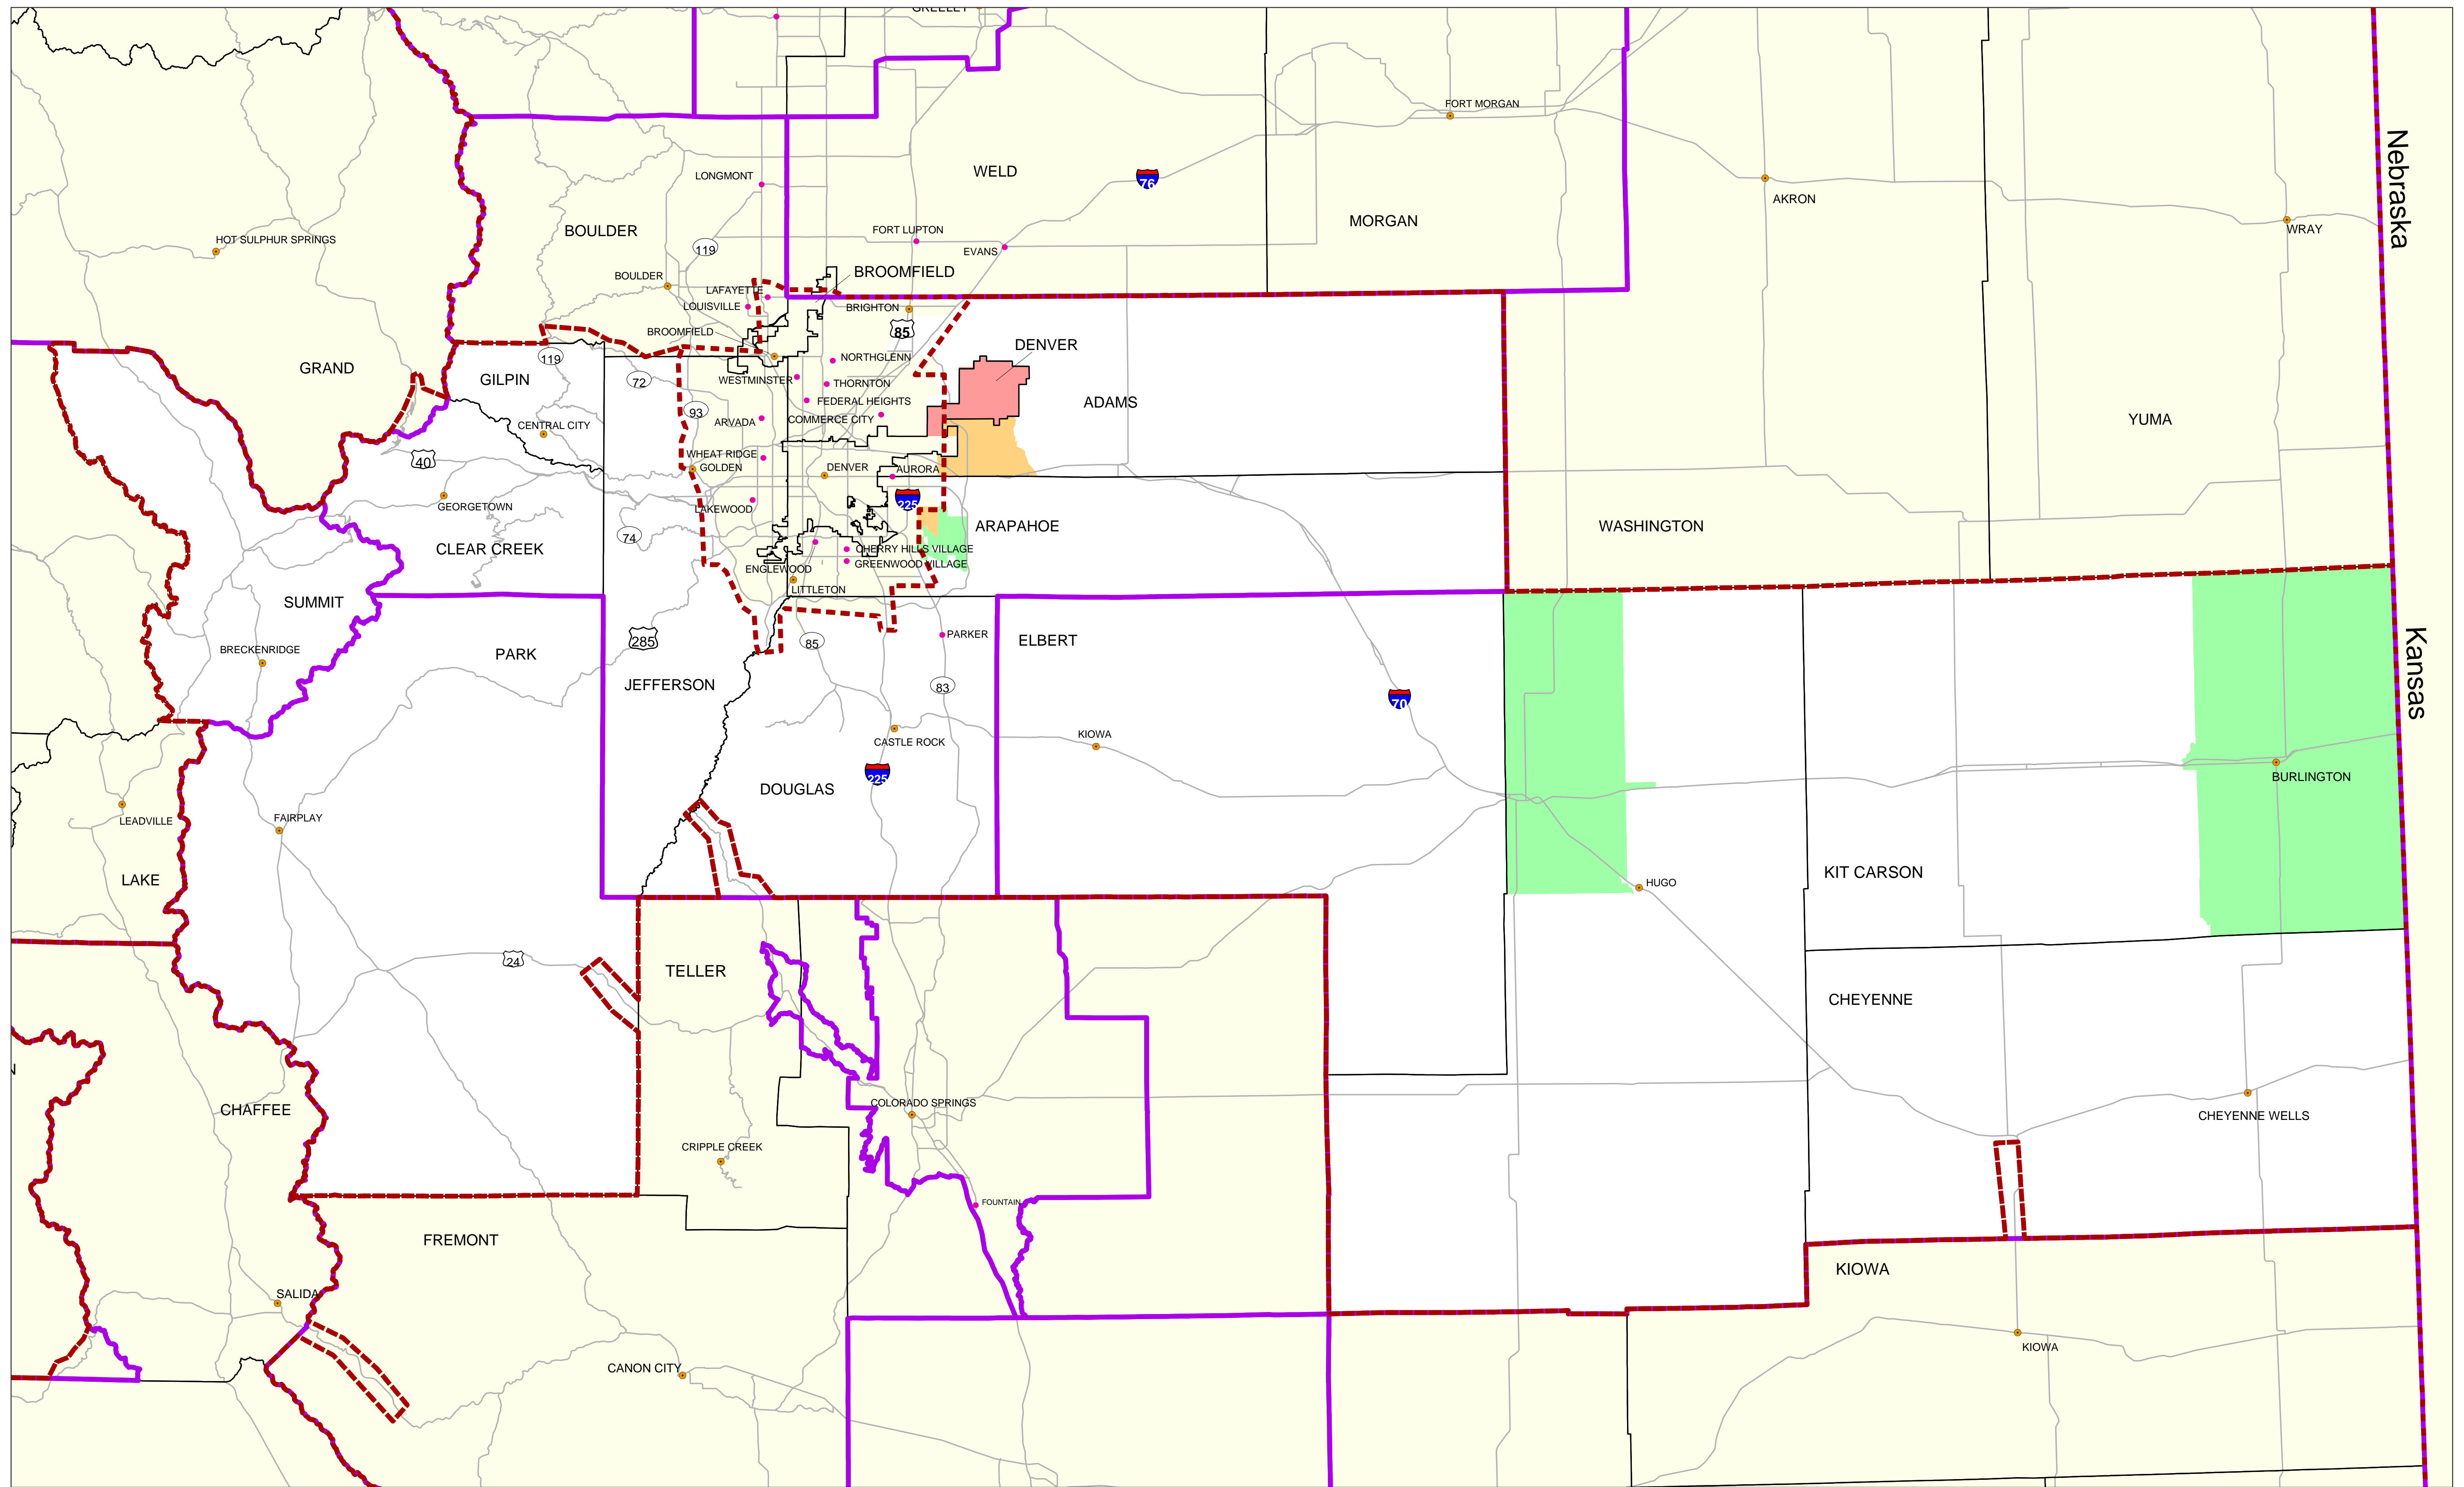 GREELEY
FORT MORGAN
Nebraska
LONGMONT
WELD
76
AKRON
MORGAN
BOULDER
HOT SULPHUR SPRINGS
119
FORT LUPTON
EVANS
WRAY
BOULDER
BROOMFIELD
LAFAYETTE
LOUISVILLE
BRIGHTON
BROOMFIELD
85
DENVER
119
GRAND
GILPIN
72
NORTHGLENN
WESTMINSTER
THORNTON
FEDERAL HEIGHTS
ADAMS
93
ARVADA
COMMERCE CITY
YUMA
CENTRAL CITY
40
WHEAT RIDGE
GOLDEN
DENVER
AURORA
GEORGETOWN
LAKEWOOD
225
ARAPAHOE
WASHINGTON
74
CLEAR CREEK
CHERRY HILLS VILLAGE
GREENWOOD VILLAGE
ENGLEWOOD
LITTLETON
SUMMIT
Kansas
285
85
PARKER
ELBERT
BRECKENRIDGE
PARK
JEFFERSON
83
70
KIOWA
CASTLE ROCK
225
DOUGLAS
BURLINGTON
LEADVILLE
FAIRPLAY
LAKE
KIT CARSON
HUGO
24
TELLER
CHEYENNE
N
CHAFFEE
COLORADO SPRINGS
CHEYENNE WELLS
CRIPPLE CREEK
FOUNTAIN
FREMONT
KIOWA
SALIDA
KIOWA
CANON CITY